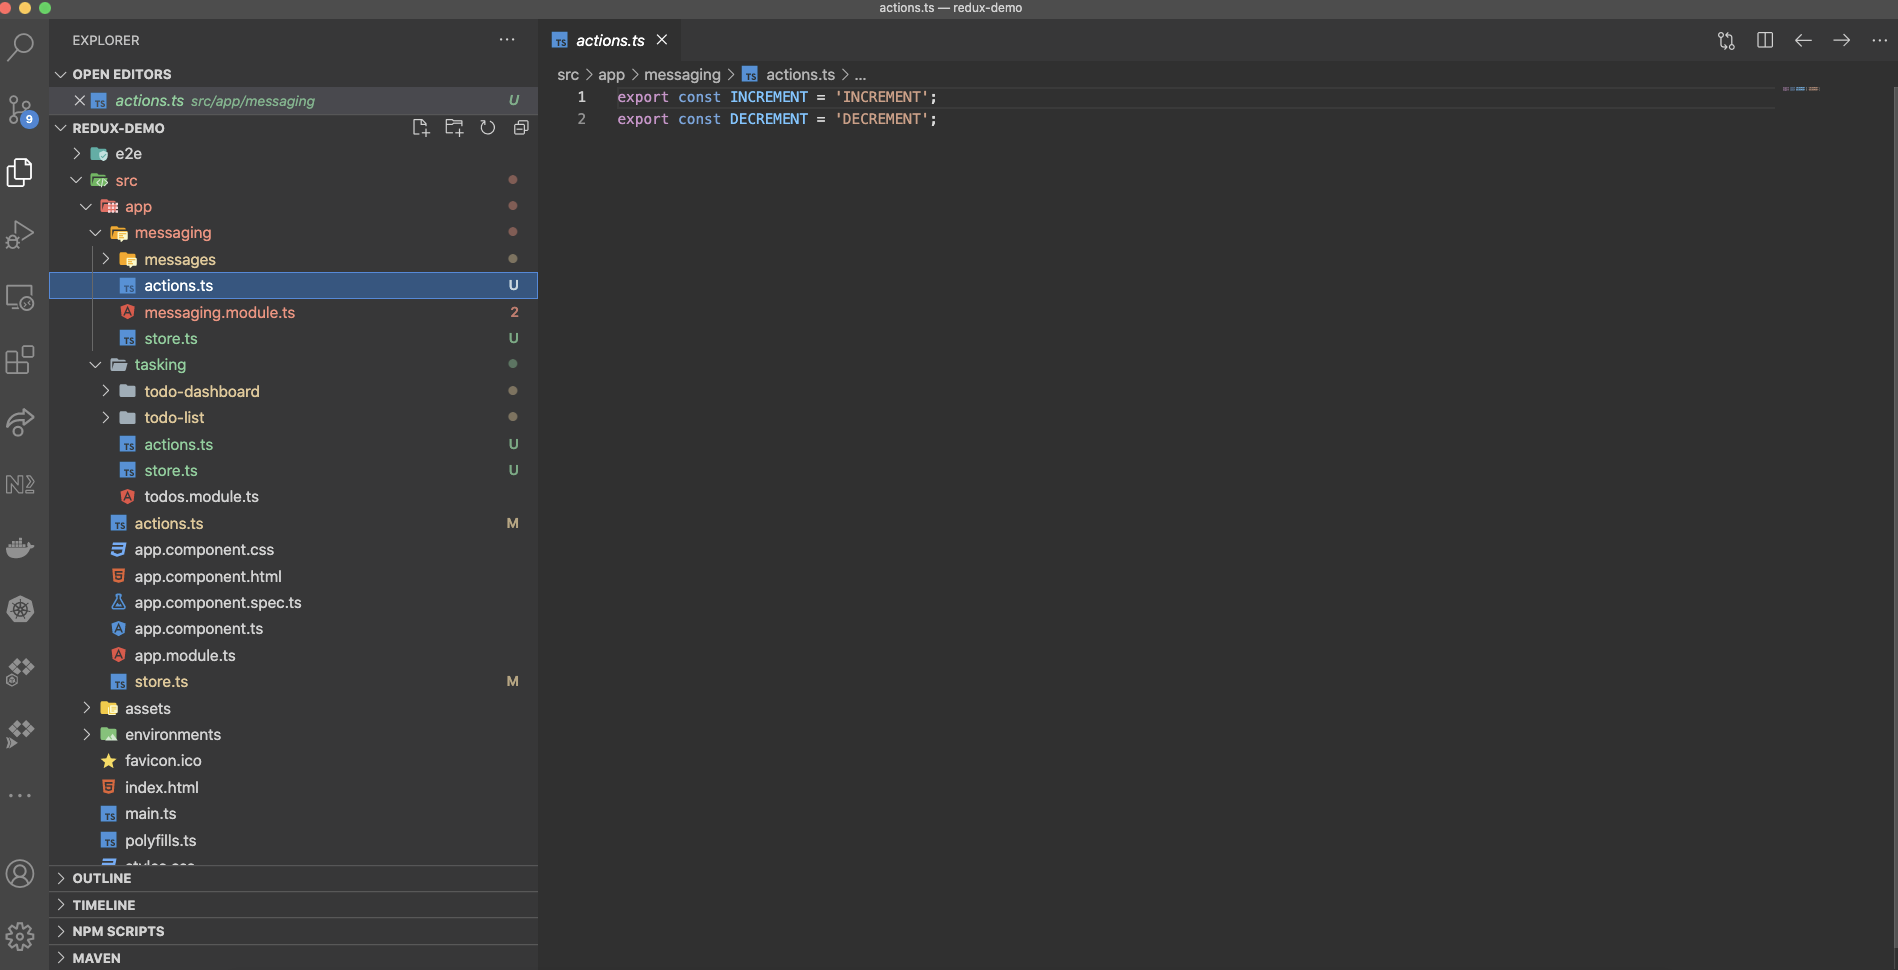 actions.ts — redux-demo
EXPLORER
OPEN EDITORS
actions.ts src/app/messaging U
REDUX-DEMO
e2e
src
app
messaging
messages
actions.ts U
messaging.module.ts 2
store.ts U
tasking
todo-dashboard
todo-list
actions.ts U
store.ts U
todos.module.ts
actions.ts M
app.component.css
app.component.html
app.component.spec.ts
app.component.ts
app.module.ts
store.ts M
assets
environments
favicon.ico
index.html
main.ts
polyfills.ts
OUTLINE
TIMELINE
NPM SCRIPTS
MAVEN
9
actions.ts
src > app > messaging > TS actions.ts > ...
1 export const INCREMENT = 'INCREMENT';
2 export const DECREMENT = 'DECREMENT';